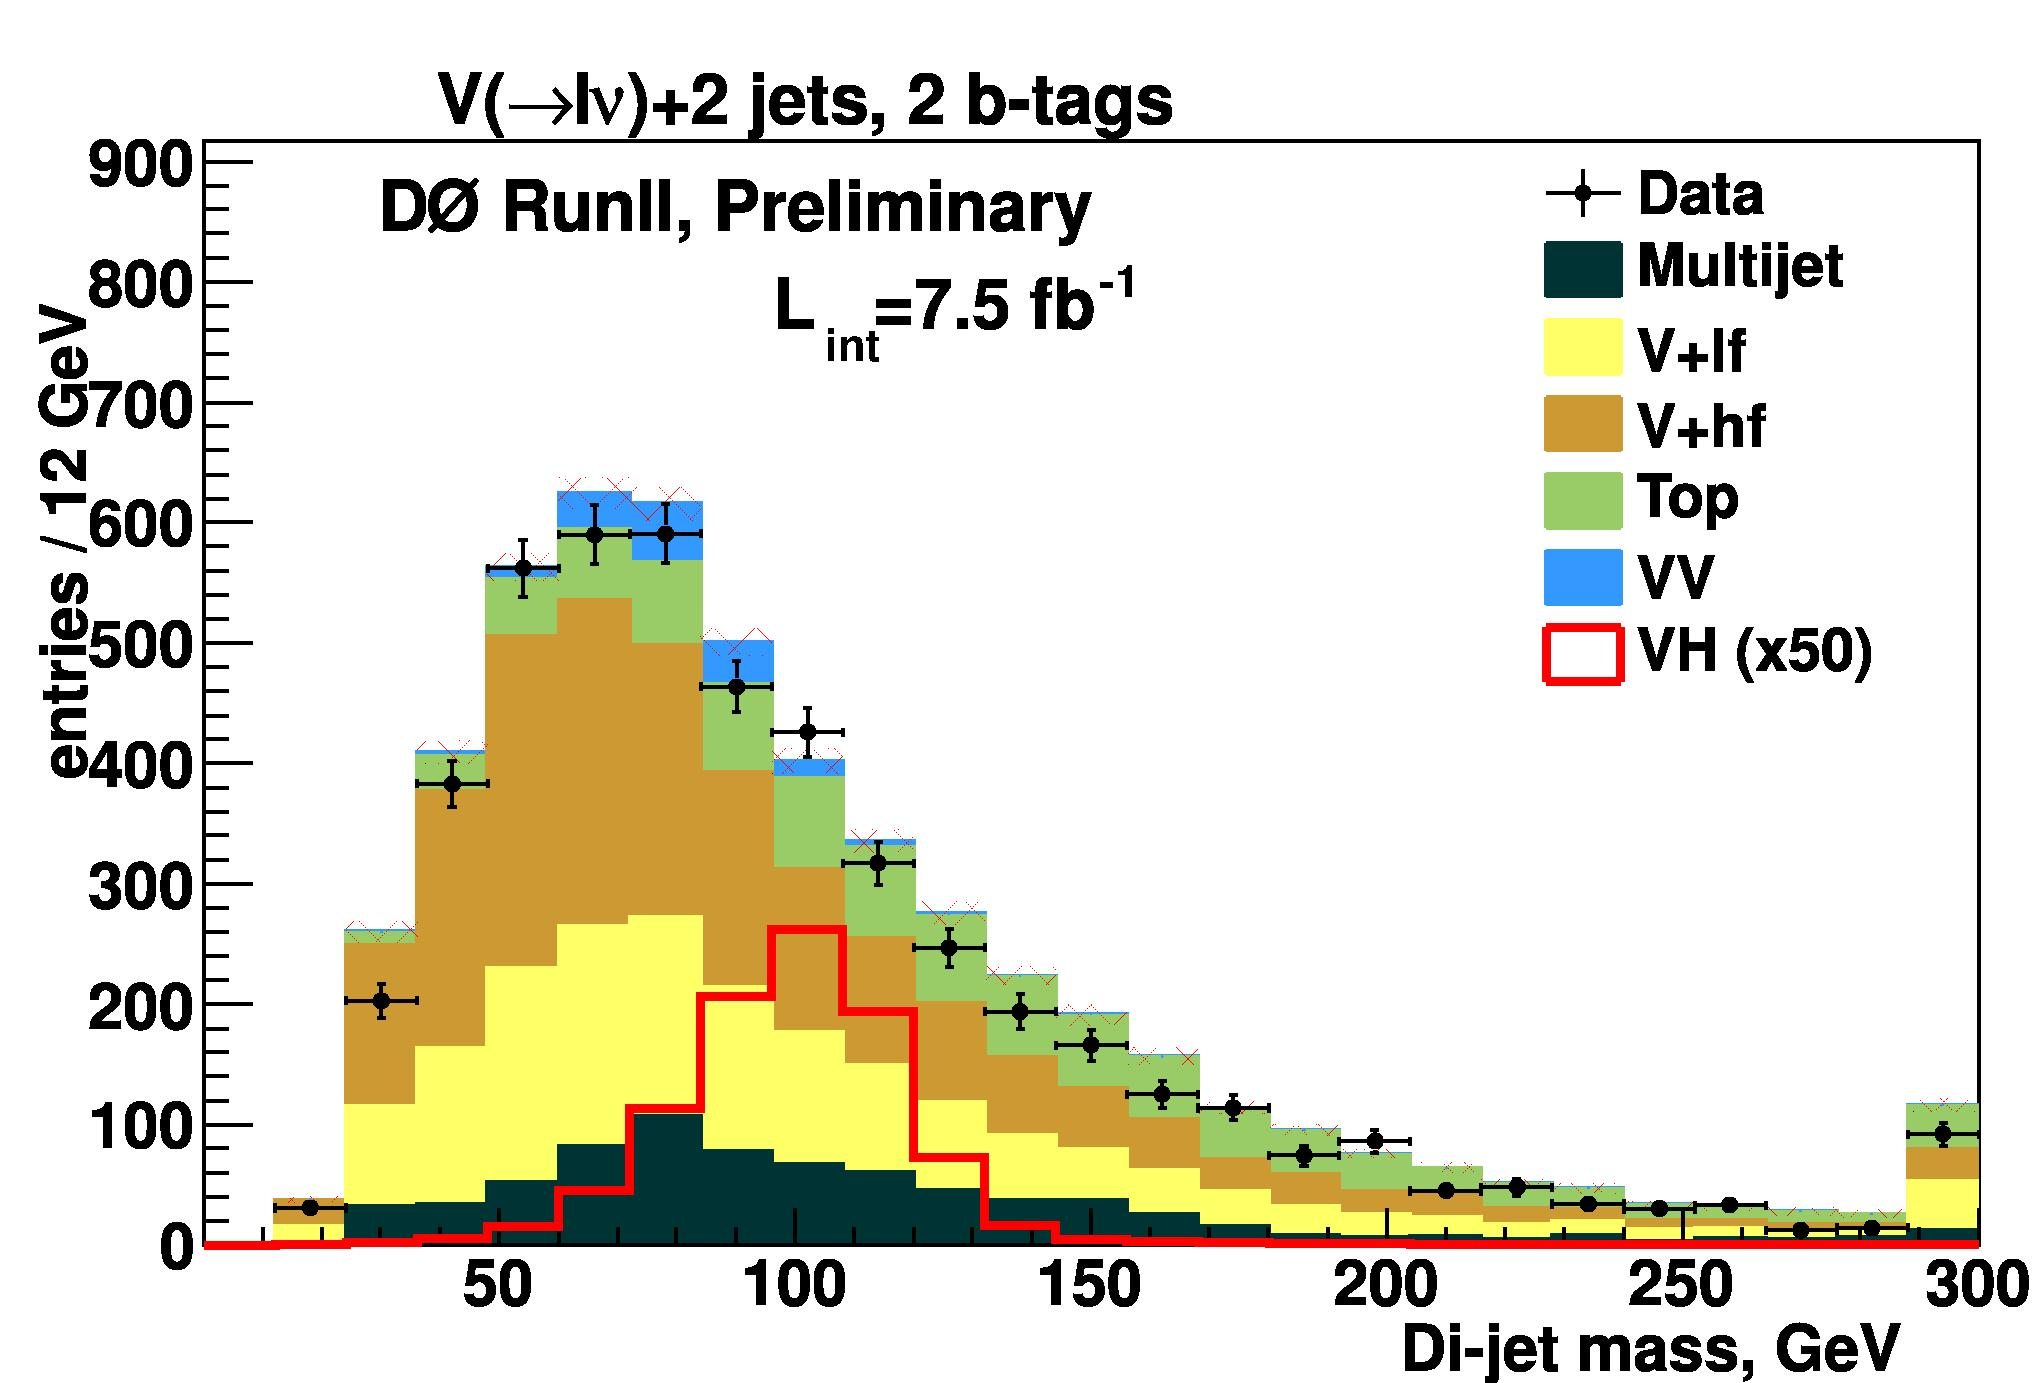 V(→lν)+2 jets, 2 b-tags
DØ RunII, Preliminary
L int=7.5 fb-1
entries / 12 GeV
900
800
700
600
500
400
300
200
100
0
Data
Multijet
V+lf
V+hf
Top
VV
VH (x50)
50 100 150 200 250 300
Di-jet mass, GeV